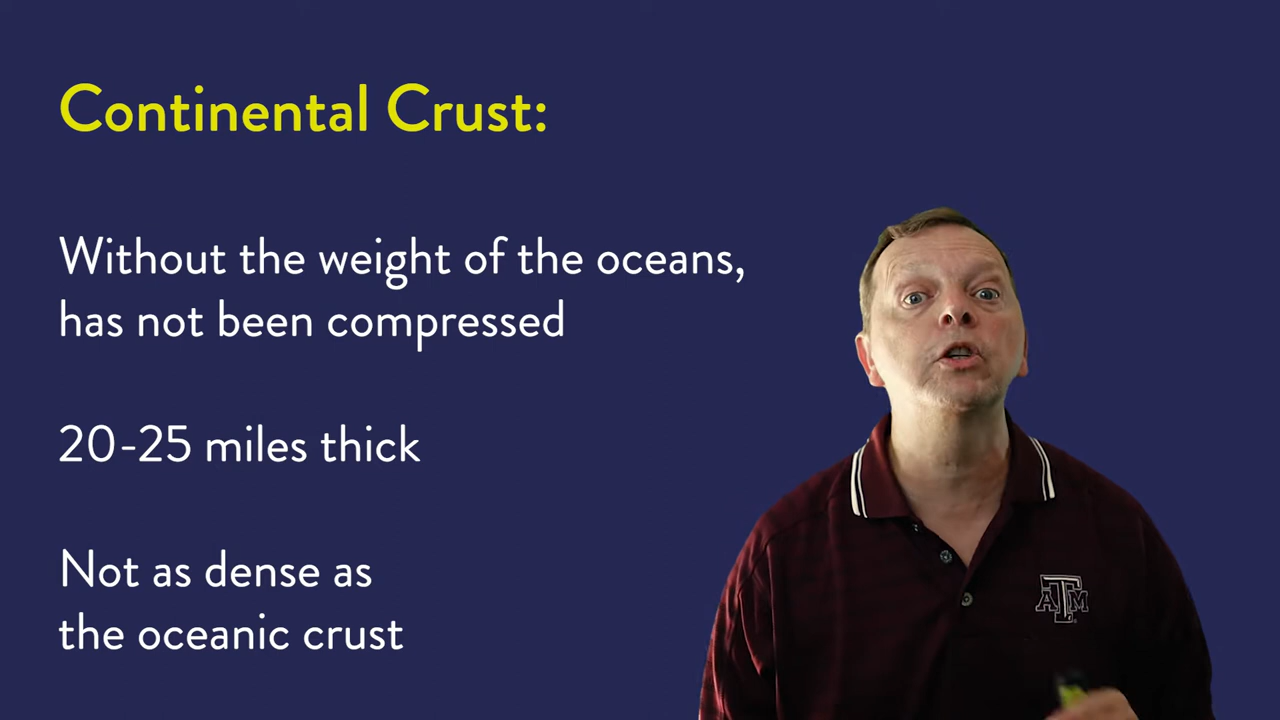 Continental Crust:
Without the weight of the oceans,
has not been compressed
20-25 miles thick
Not as dense as
the oceanic crust
ATM